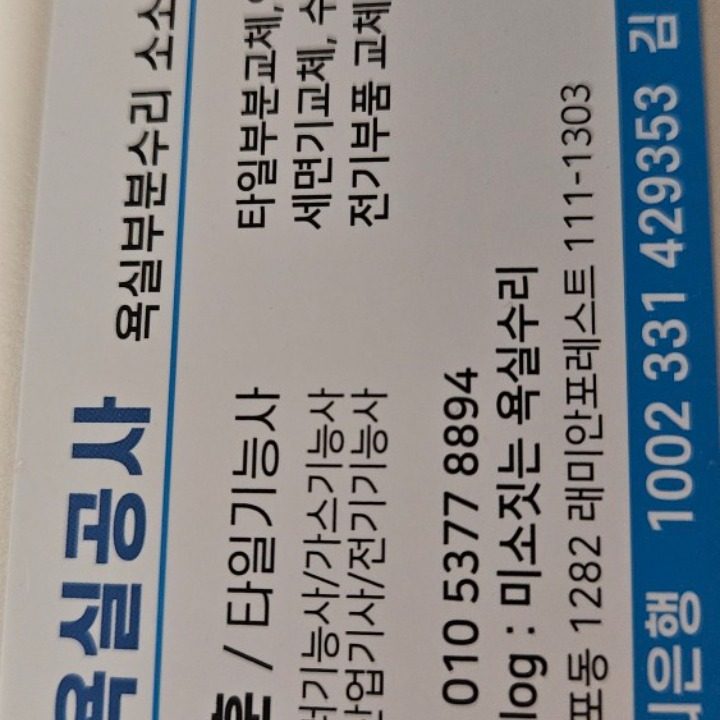 욕실공사
욕실부분수리 소소
/ 타일기능사
기능사/가스기능사
업기사/전기기능사
타일부분교체,
세면기교체, 수
전기부품 교체
010 5377 8894
log : 미소짓는 욕실수리
포동 1282 래미안포레스트 111-1303
은행 1002 331 429353 김